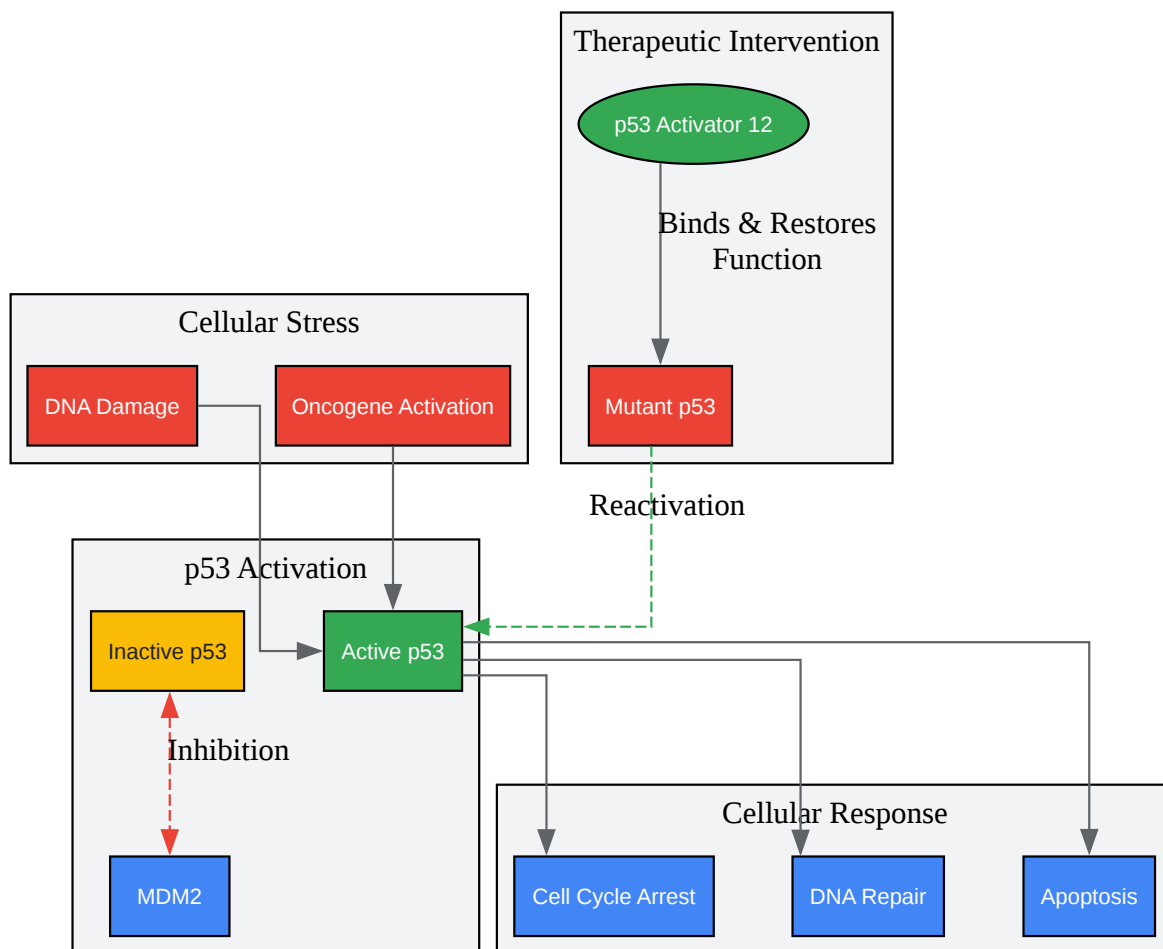 Therapeutic Intervention
p53 Activator 12
Binds & Restores
Function
Cellular Stress
DNA Damage
Oncogene Activation
Mutant p53
Reactivation
p53 Activation
Inactive p53
Active p53
Inhibition
Cellular Response
MDM2
Cell Cycle Arrest
DNA Repair
Apoptosis